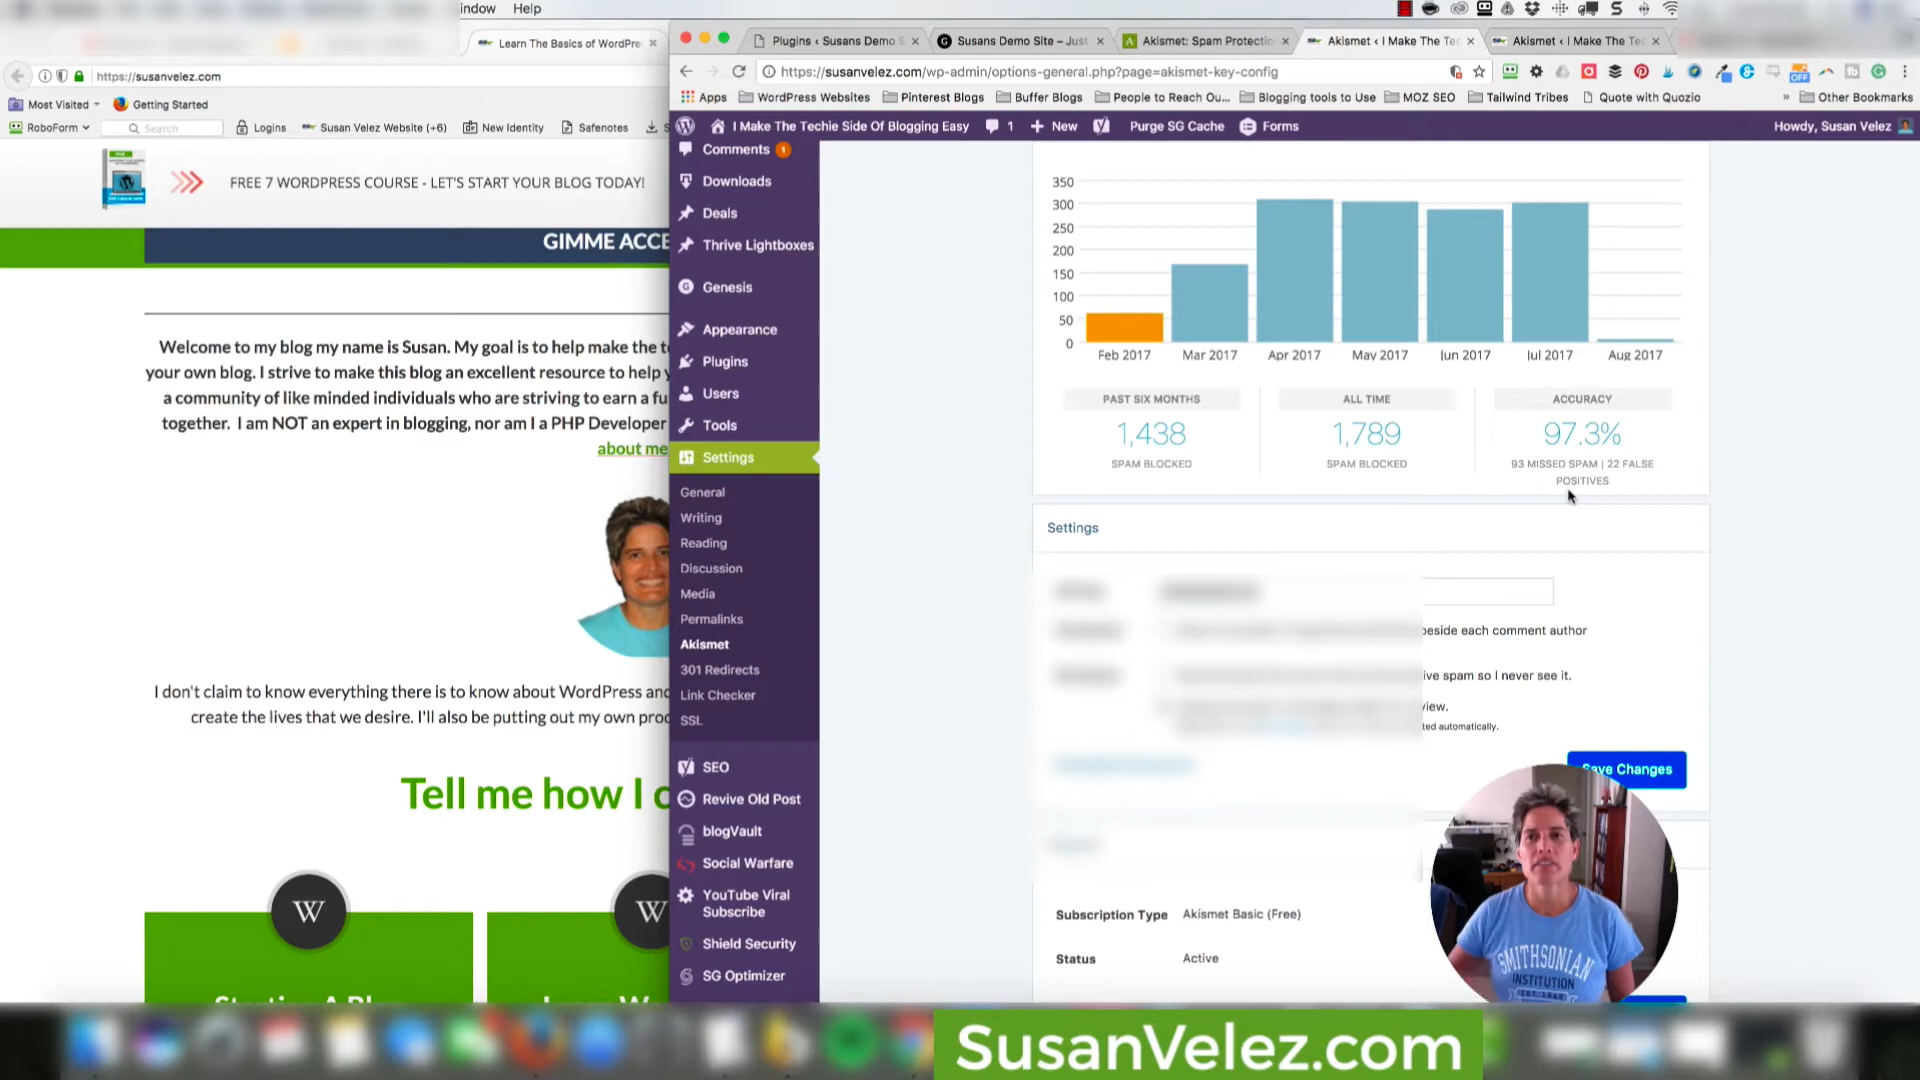 indow Help
Learn The Basics of WordPre
https://susanvelez.com
Most Visited Getting Started
RoboForm Search Logins Susan Velez Website (+6) New Identity Safenotes
FREE 7 WORDPRESS COURSE - LET'S START YOUR BLOG TODAY!
GIMME ACCE
Welcome to my blog my name is Susan. My goal is to help make the te
your own blog. I strive to make this blog an excellent resource to help y
a community of like minded individuals who are striving to earn a fu
together. I am NOT an expert in blogging, nor am I a PHP Developer
about me
I don't claim to know everything there is to know about WordPress and
create the lives that we desire. I'll also be putting out my own prod
Tell me how I c
W W
Plugins ‹ Susans Demo S
Susans Demo Site – Just
Akismet: Spam Protection
Akismet ‹ I Make The Tec
Akismet ‹ I Make The Tec
https://susanvelez.com/wp-admin/options-general.php?page=akismet-key-config
Apps WordPress Websites Pinterest Blogs Buffer Blogs People to Reach Ou... Blogging tools to Use MOZ SEO Tailwind Tribes Quote with Quozio » Other Bookmarks
I Make The Techie Side Of Blogging Easy 1 + New Purge SG Cache Forms Howdy, Susan Velez
Comments 1
Downloads
Deals
Thrive Lightboxes
Genesis
Appearance
Plugins
Users
Tools
Settings
General
Writing
Reading
Discussion
Media
Permalinks
Akismet
301 Redirects
Link Checker
SSL
SEO
Revive Old Post
blogVault
Social Warfare
YouTube Viral
Subscribe
Shield Security
SG Optimizer
350
300
250
200
150
100
50
0
Feb 2017 Mar 2017 Apr 2017 May 2017 Jun 2017 Jul 2017 Aug 2017
PAST SIX MONTHS ALL TIME ACCURACY
1,438 1,789 97.3%
SPAM BLOCKED SPAM BLOCKED 93 MISSED SPAM | 22 FALSE
POSITIVES
Settings
beside each comment author
ive spam so I never see it.
view.
ted automatically.
Save Changes
Subscription Type Akismet Basic (Free)
Status Active
SMITHSONIAN
INSTITUTION
SusanVelez.com